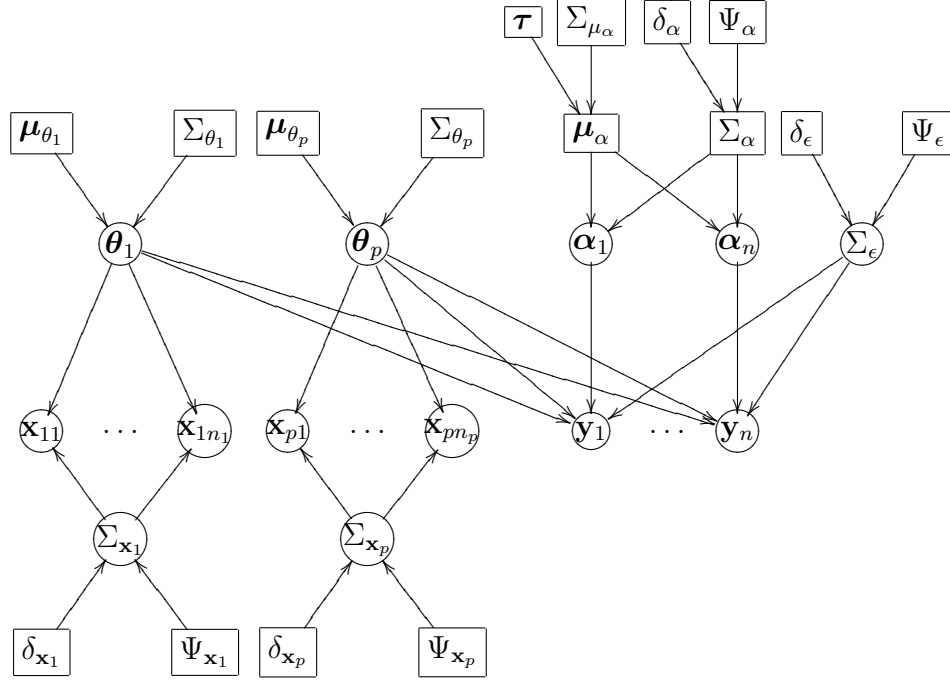 𝝉 Σ_{μ_α} δ_α Ψ_α
𝝁_{θ_1} Σ_{θ_1} 𝝁_{θ_p} Σ_{θ_p} 𝝁_α Σ_α δ_ϵ Ψ_ϵ
𝜽_1 𝜽_p 𝜶_1 𝜶_n Σ_ϵ
𝐱_{11} ... 𝐱_{1n_1} 𝐱_{p1} ... 𝐱_{pn_p} 𝐲_1 ... 𝐲_n
Σ_{𝐱_1} Σ_{𝐱_p}
δ_{𝐱_1} Ψ_{𝐱_1} δ_{𝐱_p} Ψ_{𝐱_p}